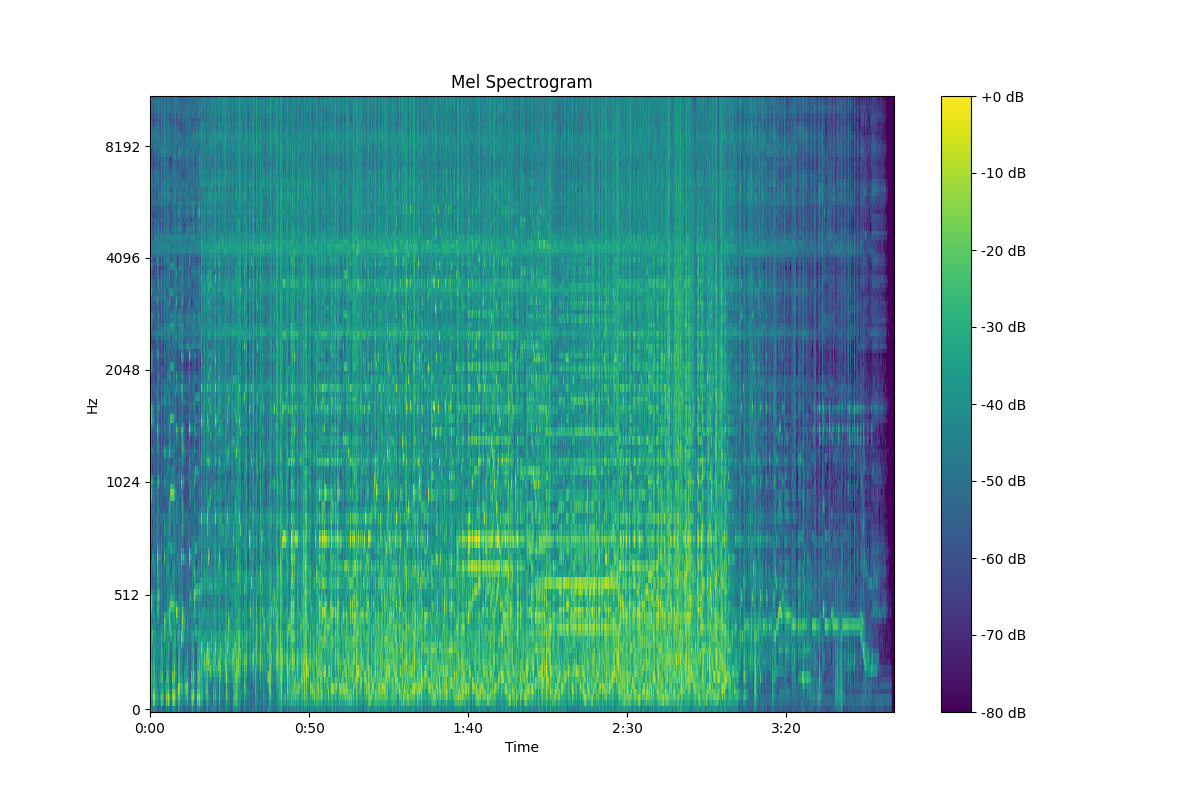 Mel Spectrogram
8192
4096
2048
1024
512
0
Hz
0:00
0:50
1:40
2:30
3:20
Time
+0 dB
-10 dB
-20 dB
-30 dB
-40 dB
-50 dB
-60 dB
-70 dB
-80 dB